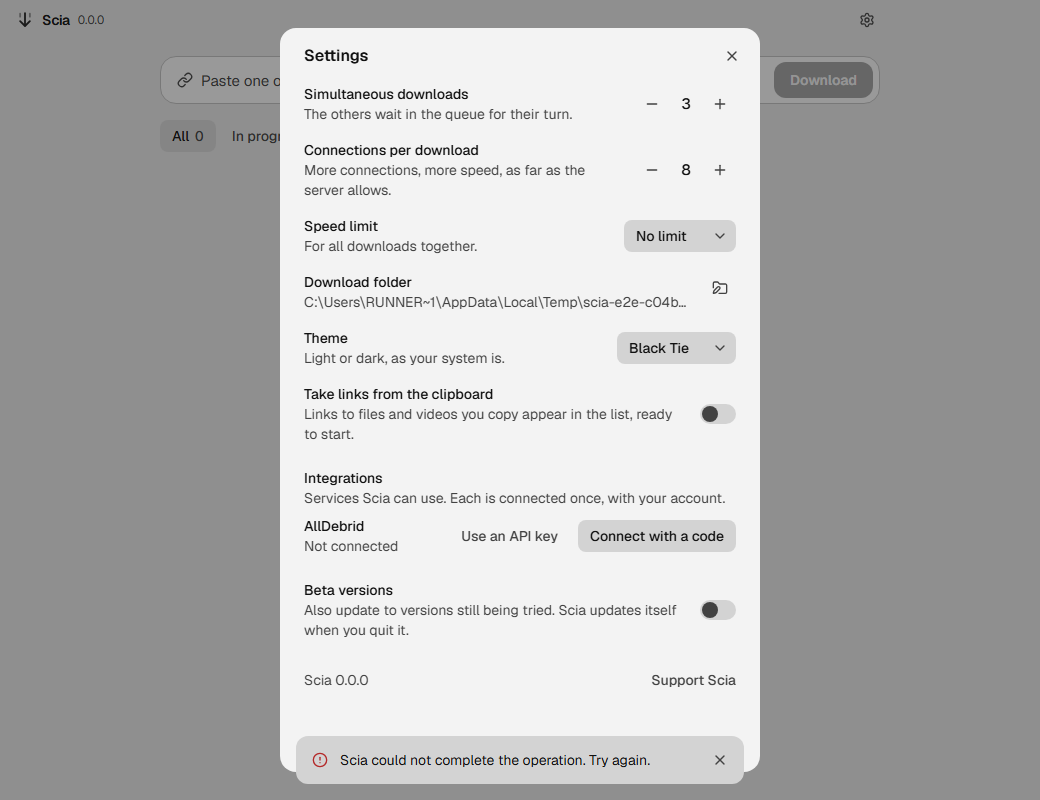 Scia 0.0.0
Settings
Paste one o
Download
All 0
In progr
Simultaneous downloads
The others wait in the queue for their turn.
3
Connections per download
More connections, more speed, as far as the
server allows.
8
Speed limit
For all downloads together.
No limit
Download folder
C:\Users\RUNNER~1\AppData\Local\Temp\scia-e2e-c04b…
Theme
Light or dark, as your system is.
Black Tie
Take links from the clipboard
Links to files and videos you copy appear in the list, ready
to start.
Integrations
Services Scia can use. Each is connected once, with your account.
AllDebrid
Not connected
Use an API key
Connect with a code
Beta versions
Also update to versions still being tried. Scia updates itself
when you quit it.
Scia 0.0.0
Support Scia
Scia could not complete the operation. Try again.